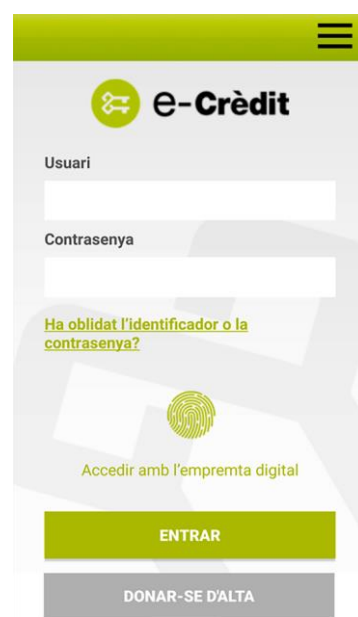 e-Crèdit
Usuari
Contrasenya
Ha oblidat l'identificador o la
contrasenya?
Accedir amb l'empremta digital
ENTRAR
DONAR-SE D'ALTA